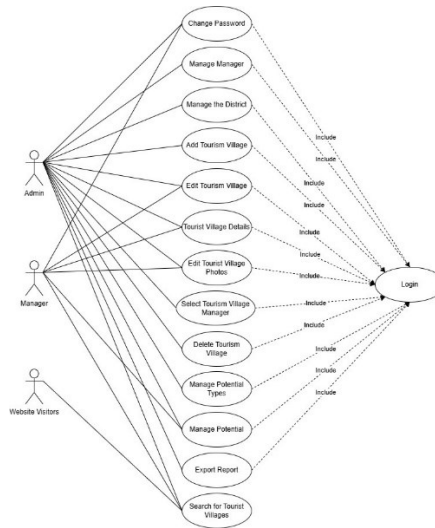 Change Password
Manage Manager
Manage the District
Include
Include
Add Tourism Village
Include
Admin
Edit Tourism Village
Include
Include
Tourist Village Details
Include
Include
Edit Tourist Village
Photos
Include
Manager
Login
Select Tourism Village
Manager
Include
Include
Delete Tourism
Village
Include
Website Visitors
Manage Potential
Types
Include
Include
Manage Potential
Export Report
Search for Tourist
Villages